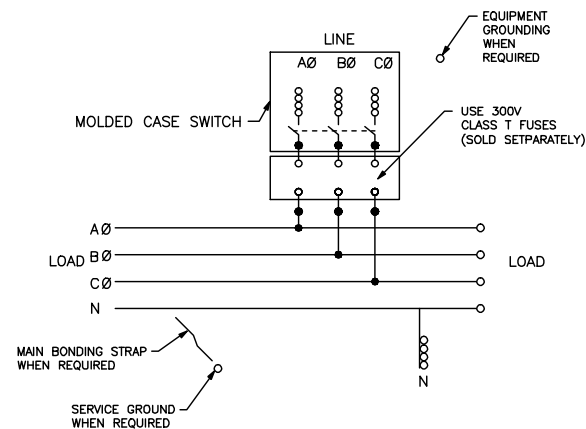 EQUIPMENT
GROUNDING
WHEN
REQUIRED
LINE
AØ BØ CØ
MOLDED CASE SWITCH
USE 300V
CLASS T FUSES
(SOLD SETPARATELY)
AØ
LOAD BØ
LOAD
CØ
N
MAIN BONDING STRAP
WHEN REQUIRED
N
SERVICE GROUND
WHEN REQUIRED